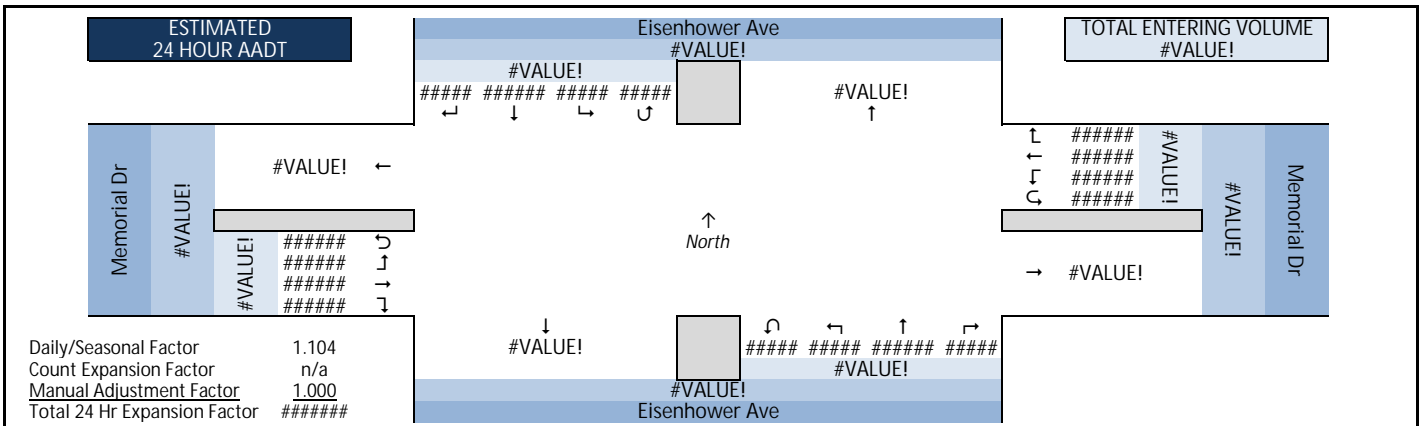 ESTIMATED
24 HOUR AADT
Eisenhower Ave
#VALUE!
TOTAL ENTERING VOLUME
#VALUE!
#VALUE!
##### ###### ##### #####
#VALUE!
Memorial Dr
#VALUE!
#VALUE!
#VALUE!
######
######
######
######
North
######
######
######
######
#VALUE!
#VALUE!
Memorial Dr
#VALUE!
#VALUE!
##### ##### ###### #####
#VALUE!
#VALUE!
Eisenhower Ave
Daily/Seasonal Factor 1.104
Count Expansion Factor n/a
Manual Adjustment Factor 1.000
Total 24 Hr Expansion Factor #######